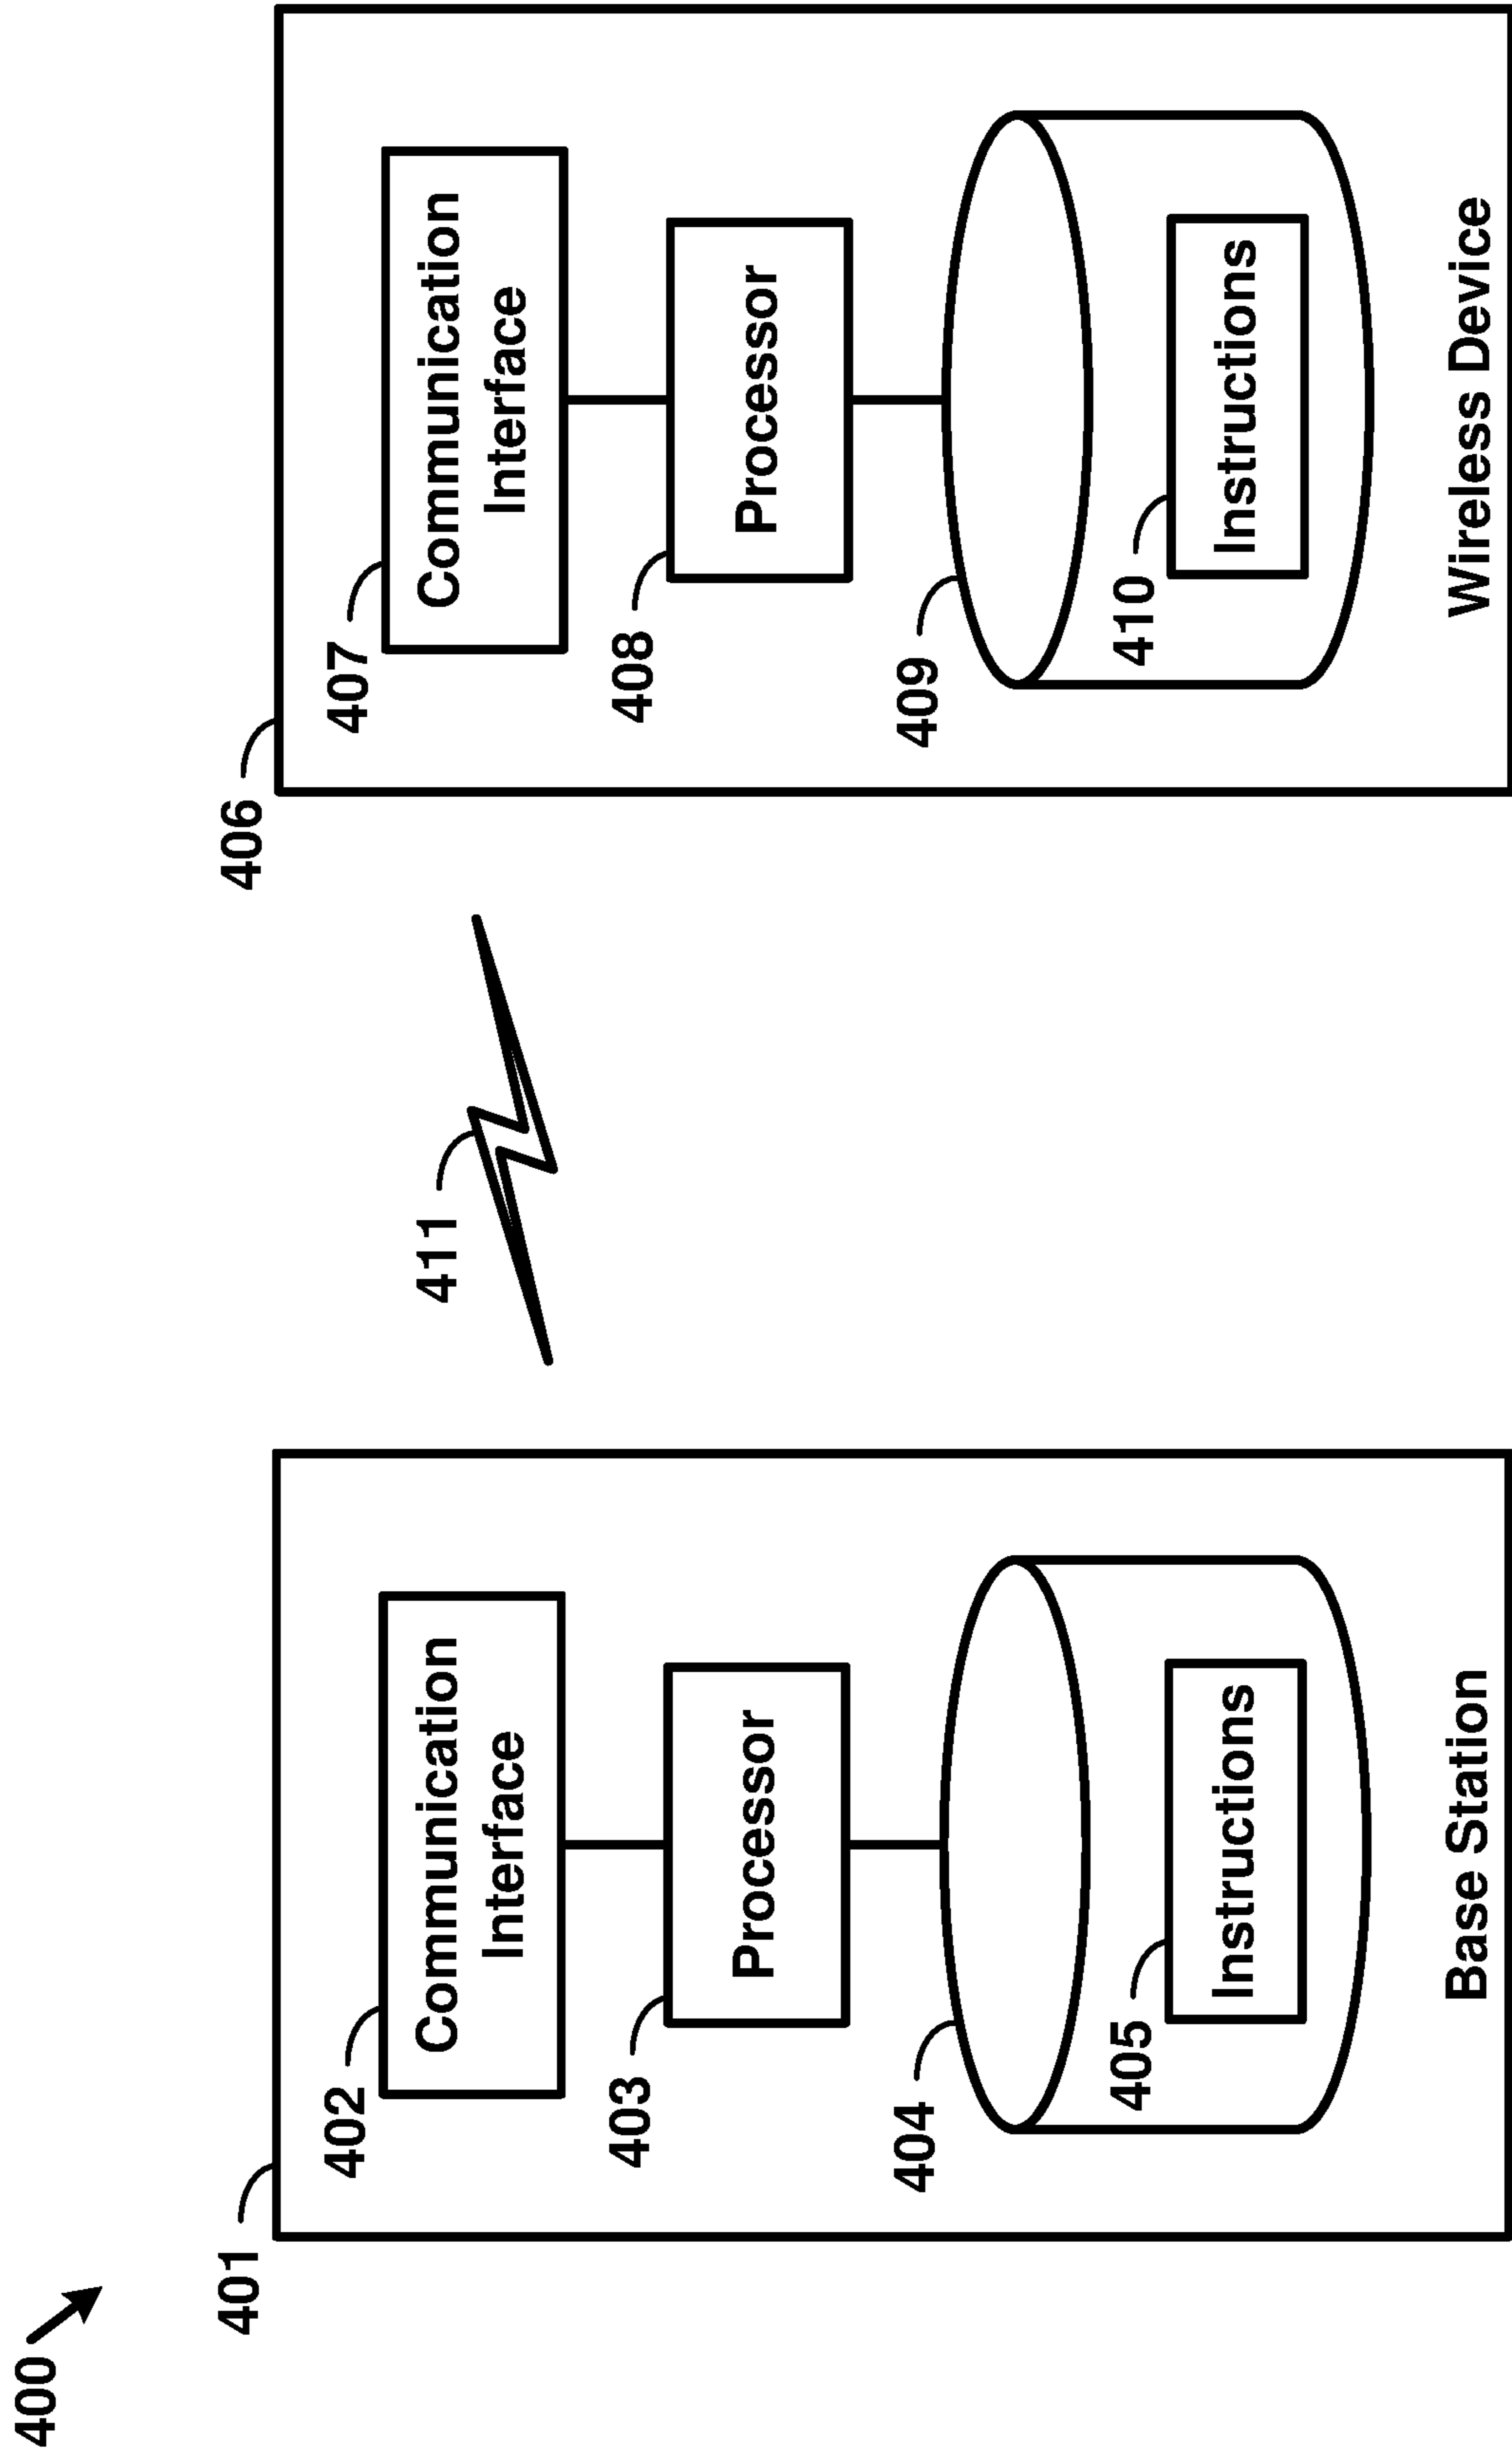 400
401
402
Communication
Interface
403
Processor
404
405
Instructions
Base Station
411
406
407
Communication
Interface
408
Processor
409
410
Instructions
Wireless Device